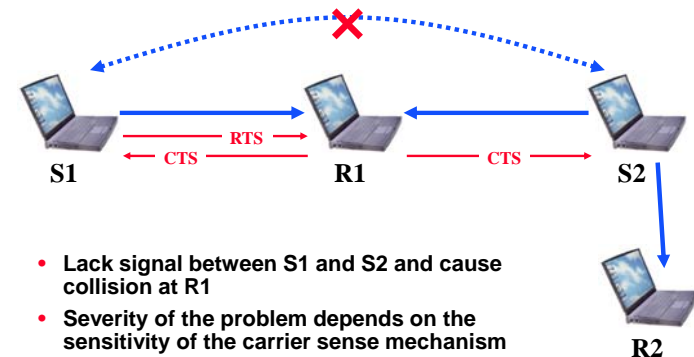 RTS
CTS
CTS
S1
R1
S2
• Lack signal between S1 and S2 and cause
collision at R1
• Severity of the problem depends on the
sensitivity of the carrier sense mechanism
R2